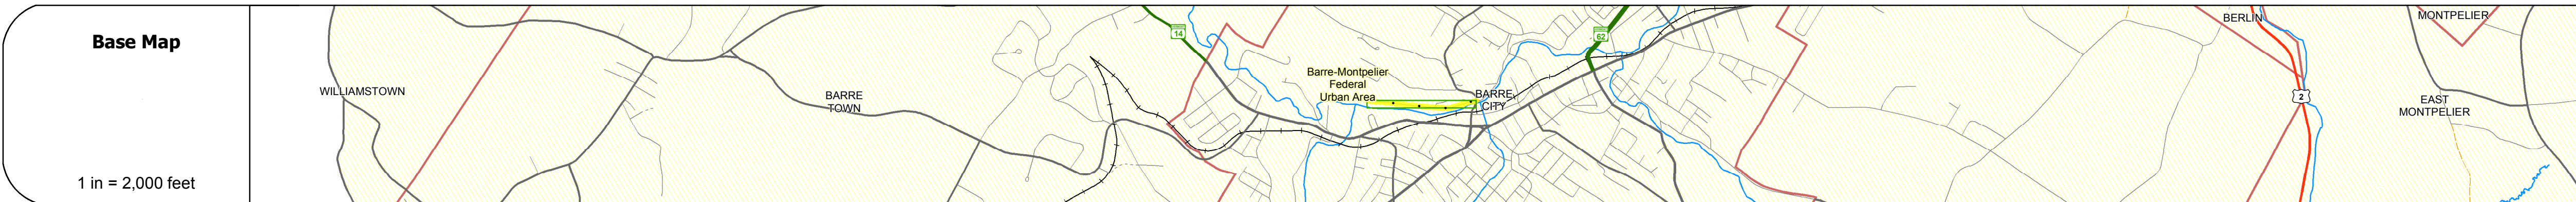 Base Map
1 in = 2,000 feet
WILLIAMSTOWN
BARRE
TOWN
14
Barre-Montpelier
Federal
Urban Area
BARRE
CITY
62
BERLIN
2
MONTPELIER
EAST
MONTPELIER